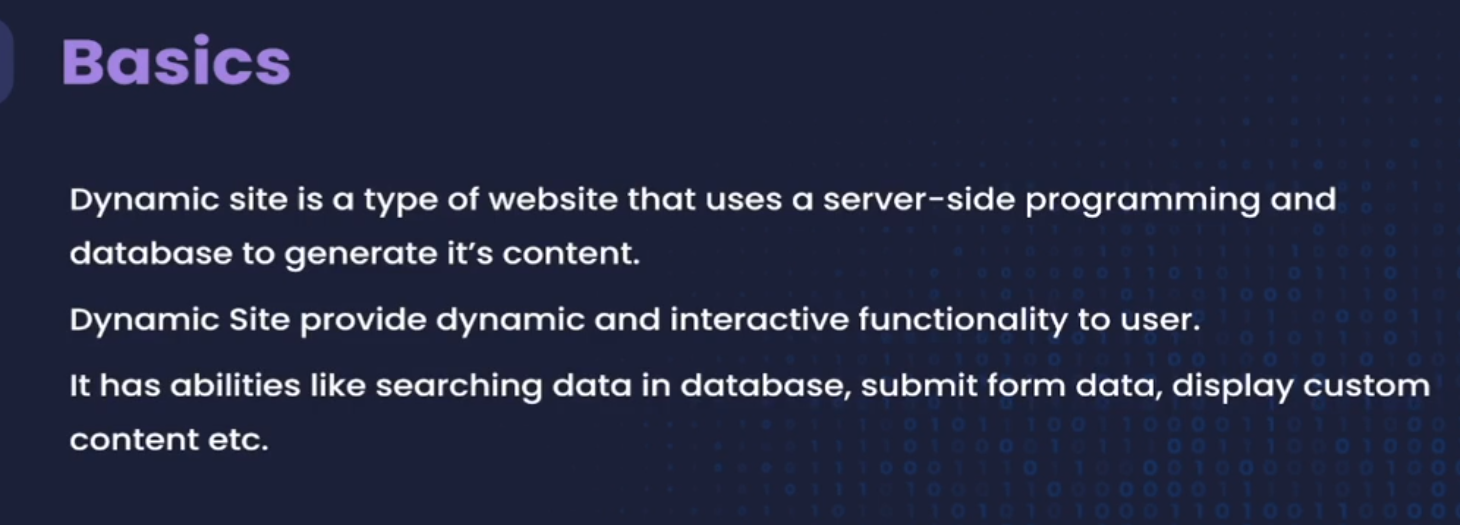 Basics
Dynamic site is a type of website that uses a server-side programming and
database to generate it’s content.
Dynamic Site provide dynamic and interactive functionality to user.
It has abilities like searching data in database, submit form data, display custom
content etc.